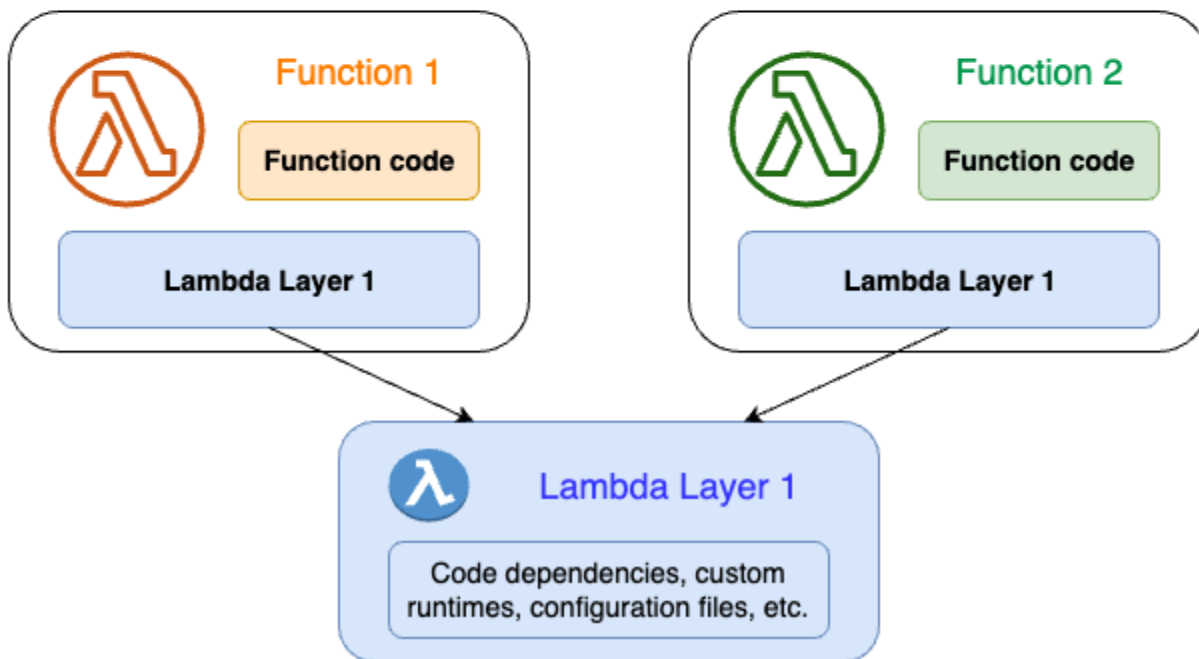 Function 1
Function code
Lambda Layer 1
Function 2
Function code
Lambda Layer 1
Lambda Layer 1
Code dependencies, custom
runtimes, configuration files, etc.